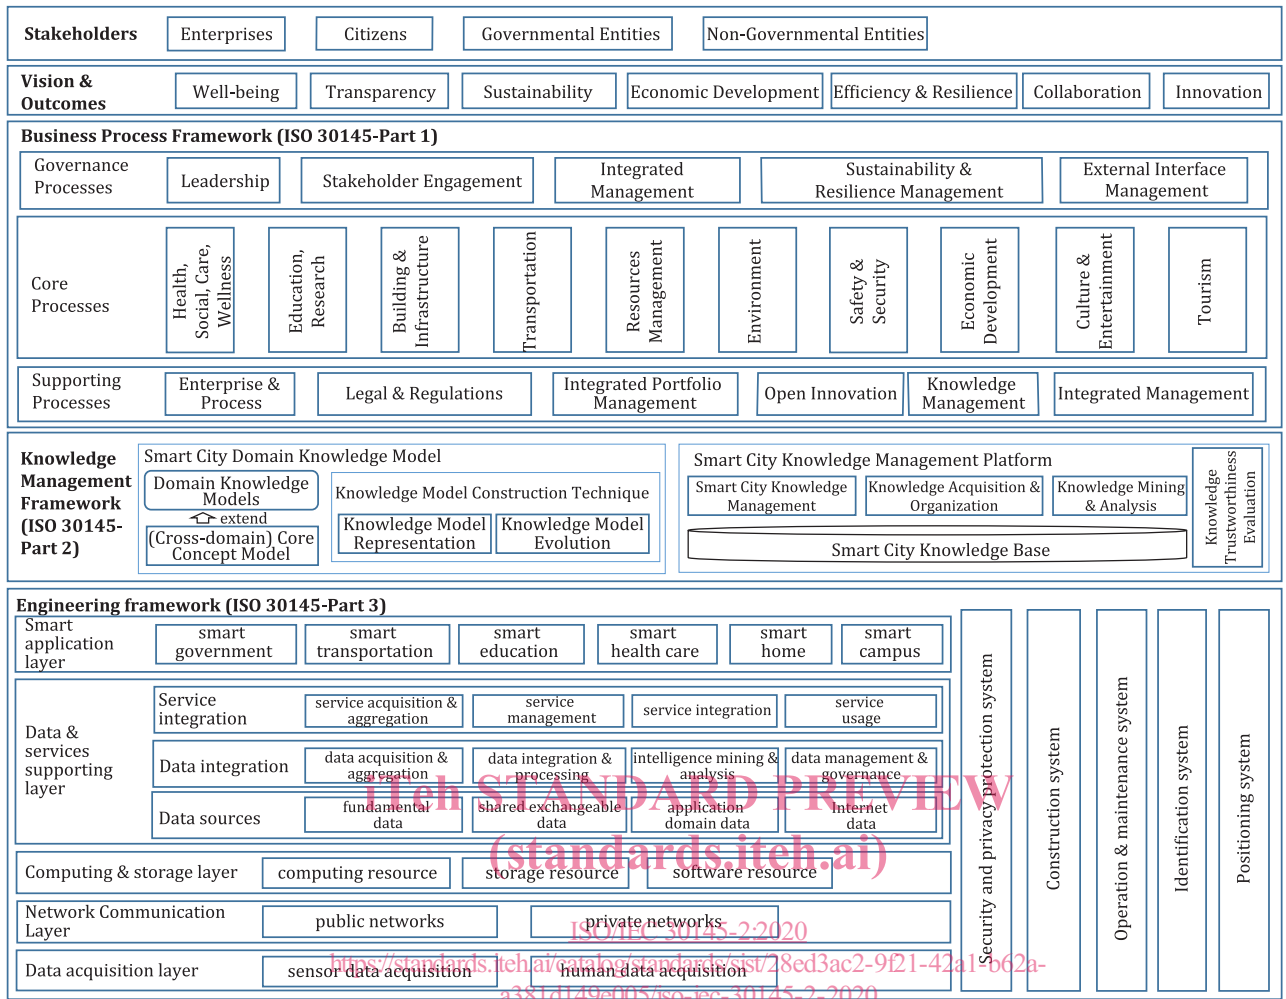 Stakeholders
Enterprises
Citizens
Governmental Entities
Non-Governmental Entities
Vision &
Outcomes
Well-being
Transparency
Sustainability
Economic Development
Efficiency & Resilience
Collaboration
Innovation
Business Process Framework (ISO 30145-Part 1)
Governance
Processes
Leadership
Stakeholder Engagement
Integrated
Management
Sustainability &
Resilience Management
External Interface
Management
Core
Processes
Health,
Social, Care,
Wellness
Education,
Research
Building &
Infrastructure
Transportation
Resources
Management
Environment
Safety &
Security
Economic
Development
Culture &
Entertainment
Tourism
Supporting
Processes
Enterprise &
Process
Legal & Regulations
Integrated Portfolio
Management
Open Innovation
Knowledge
Management
Integrated Management
Knowledge
Management
Framework
(ISO 30145-
Part 2)
Smart City Domain Knowledge Model
Domain Knowledge
Models
extend
(Cross-domain) Core
Concept Model
Knowledge Model Construction Technique
Knowledge Model
Representation
Knowledge Model
Evolution
Smart City Knowledge Management Platform
Smart City Knowledge
Management
Knowledge Acquisition &
Organization
Knowledge Mining
& Analysis
Smart City Knowledge Base
Knowledge
Trustworthiness
Evaluation
Engineering framework (ISO 30145-Part 3)
Smart
application
layer
smart
government
smart
transportation
smart
education
smart
health care
smart
home
smart
campus
Data &
services
supporting
layer
Service
integration
service acquisition &
aggregation
service
management
service integration
service
usage
Data integration
data acquisition &
aggregation
data integration &
processing
intelligence mining &
analysis
data management &
governance
Data sources
fundamental
data
shared exchangeable
data
application
domain data
Internet
data
Computing & storage layer
computing resource
storage resource
software resource
Network Communication
Layer
public networks
private networks
Data acquisition layer
sensor data acquisition
human data acquisition
Security and privacy protection system
Construction system
Operation & maintenance system
Identification system
Positioning system
iTeh STANDARD PREVIEW
(standards.iteh.ai)
ISO/IEC 30145-2:2020
https://standards.iteh.ai/catalog/standards/sist/28ed3ac2-9f21-42a1-b62a-
a381d149e005/iso-iec-30145-2-2020